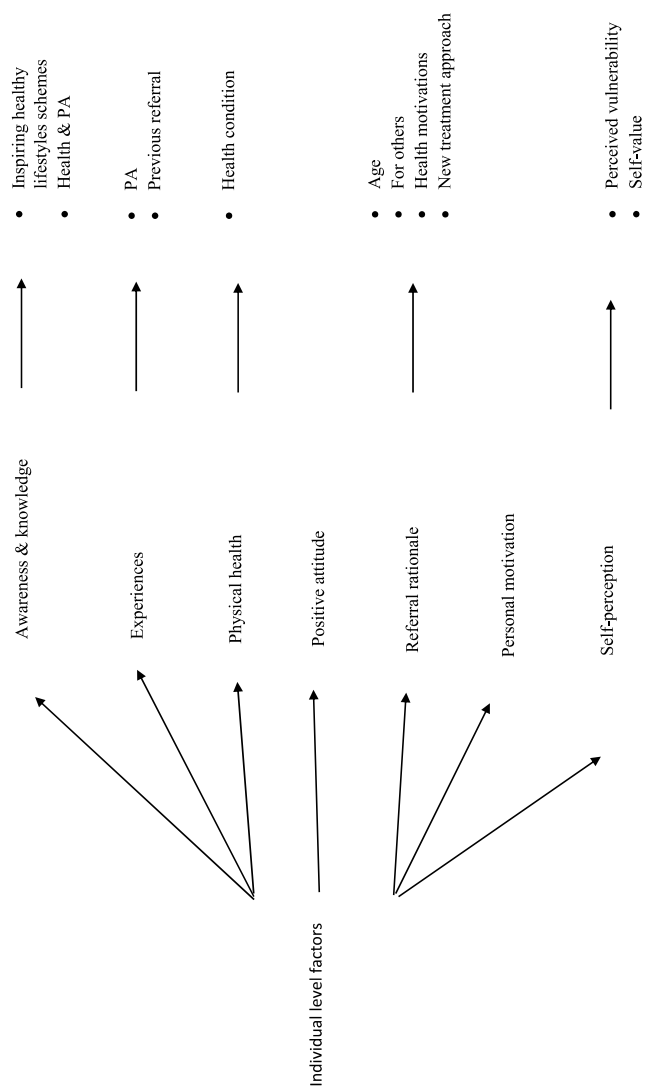 Individual level factors
Awareness & knowledge
• Inspiring healthy
lifestyles schemes
• Health & PA
Experiences
• PA
• Previous referral
Physical health
• Health condition
Positive attitude
Referral rationale
• Age
• For others
• Health motivations
• New treatment approach
Personal motivation
Self-perception
• Perceived vulnerability
• Self-value